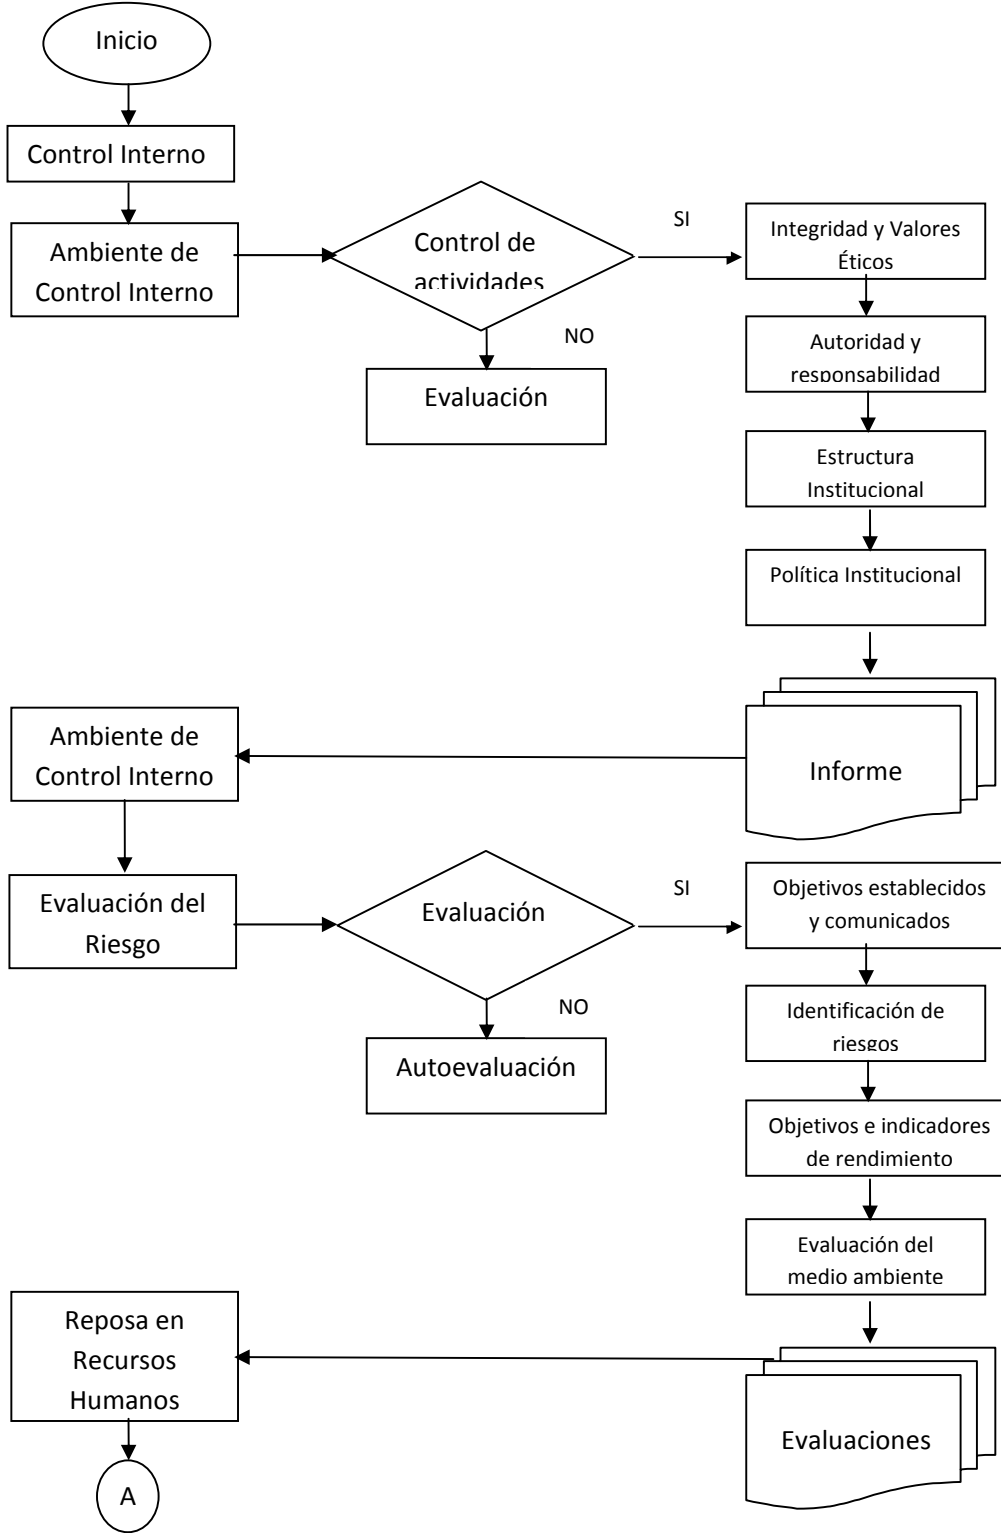 Inicio
Control Interno
Ambiente de
Control Interno
Control de
actividades
SI
NO
Evaluación
Integridad y Valores
Éticos
Autoridad y
responsabilidad
Estructura
Institucional
Política Institucional
Informe
Ambiente de
Control Interno
Evaluación del
Riesgo
Evaluación
SI
NO
Autoevaluación
Objetivos establecidos
y comunicados
Identificación de
riesgos
Objetivos e indicadores
de rendimiento
Evaluación del
medio ambiente
Evaluaciones
Reposa en
Recursos
Humanos
A